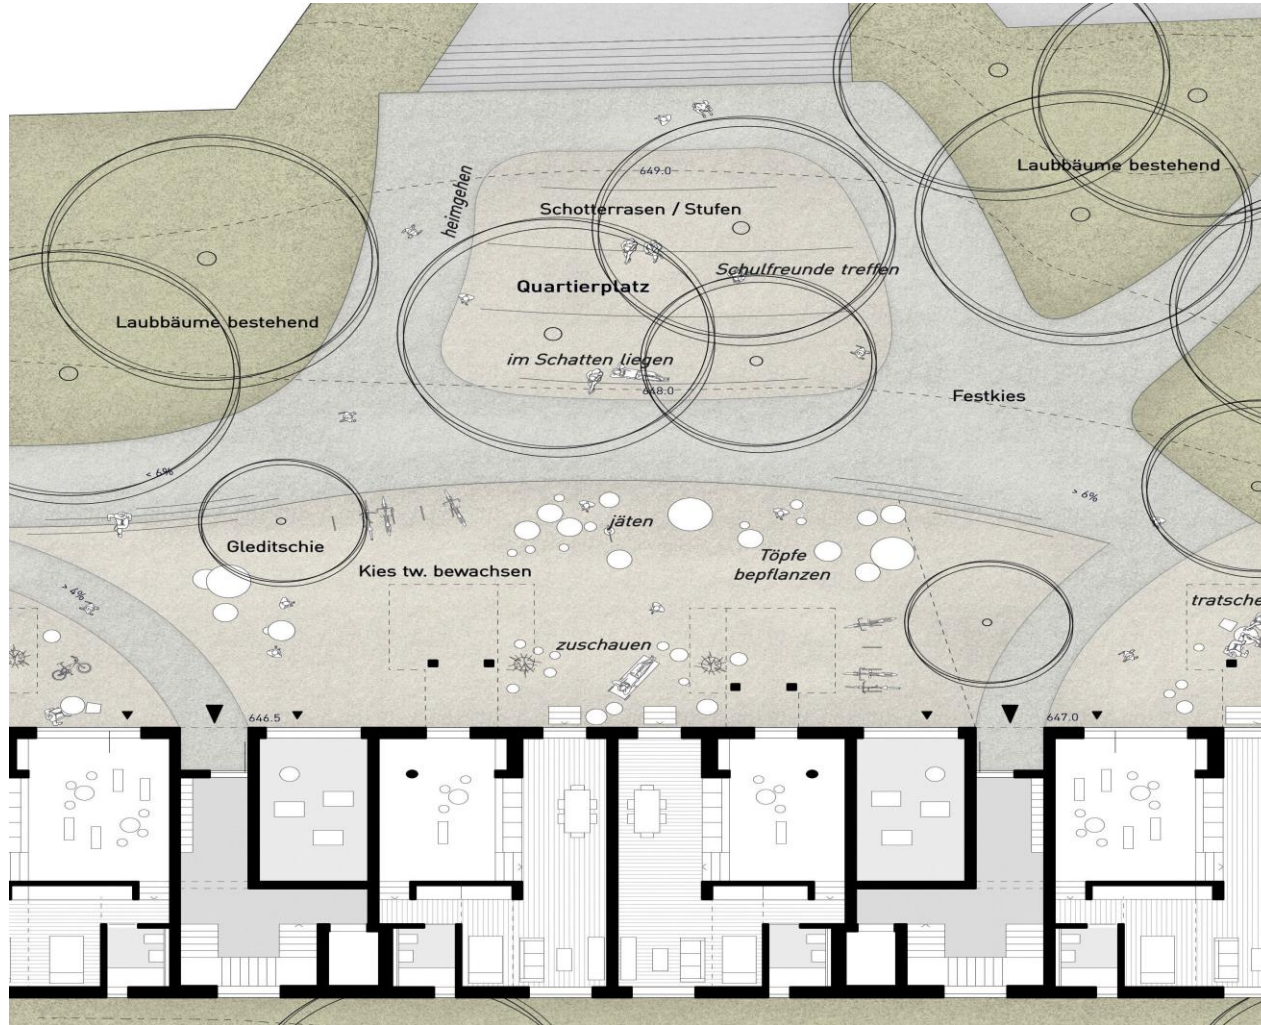 Laubbäume bestehend
649.0
heimgehen
Schotterrasen / Stufen
Schulfreunde treffen
Quartierplatz
Laubbäume bestehend
im Schatten liegen
648.0
Festkies
< 6%
> 6%
jäten
Gleditschie
Töpfe
bepflanzen
Kies tw. bewachsen
> 4%
tratsche
zuschauen
646.5
647.0